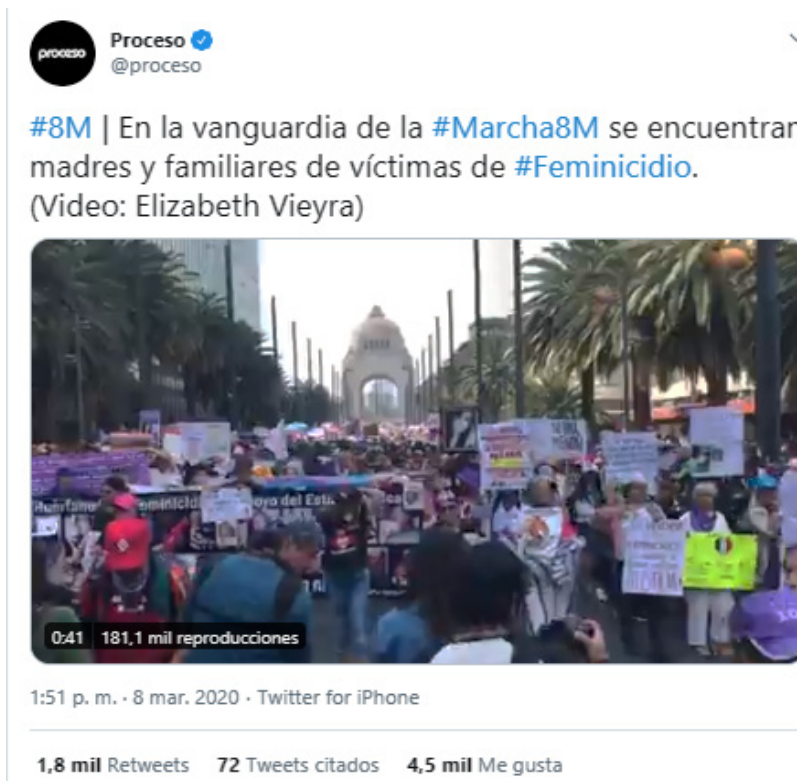 proceso
Proceso
@proceso
#8M | En la vanguardia de la #Marcha8M se encuentran
madres y familiares de víctimas de #Feminicidio.
(Video: Elizabeth Vieyra)
0:41 181,1 mil reproducciones
1:51 p. m. · 8 mar. 2020 · Twitter for iPhone
1,8 mil Retweets 72 Tweets citados 4,5 mil Me gusta